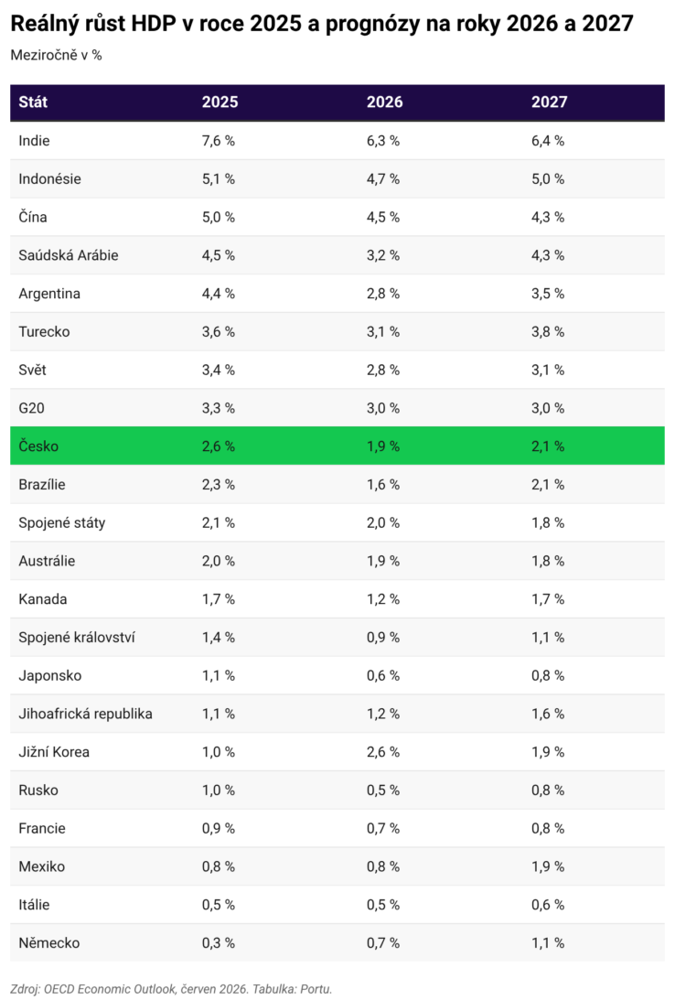 Reálný růst HDP v roce 2025 a prognózy na roky 2026 a 2027
Meziročně v %
Stát 2025 2026 2027
Indie 7,6 % 6,3 % 6,4 %
Indonésie 5,1 % 4,7 % 5,0 %
Čína 5,0 % 4,5 % 4,3 %
Saúdská Arábie 4,5 % 3,2 % 4,3 %
Argentina 4,4 % 2,8 % 3,5 %
Turecko 3,6 % 3,1 % 3,8 %
Svět 3,4 % 2,8 % 3,1 %
G20 3,3 % 3,0 % 3,0 %
Česko 2,6 % 1,9 % 2,1 %
Brazílie 2,3 % 1,6 % 2,1 %
Spojené státy 2,1 % 2,0 % 1,8 %
Austrálie 2,0 % 1,9 % 1,8 %
Kanada 1,7 % 1,2 % 1,7 %
Spojené království 1,4 % 0,9 % 1,1 %
Japonsko 1,1 % 0,6 % 0,8 %
Jihoafrická republika 1,1 % 1,2 % 1,6 %
Jižní Korea 1,0 % 2,6 % 1,9 %
Rusko 1,0 % 0,5 % 0,8 %
Francie 0,9 % 0,7 % 0,8 %
Mexiko 0,8 % 0,8 % 1,9 %
Itálie 0,5 % 0,5 % 0,6 %
Německo 0,3 % 0,7 % 1,1 %
Zdroj: OECD Economic Outlook, červen 2026. Tabulka: Portu.